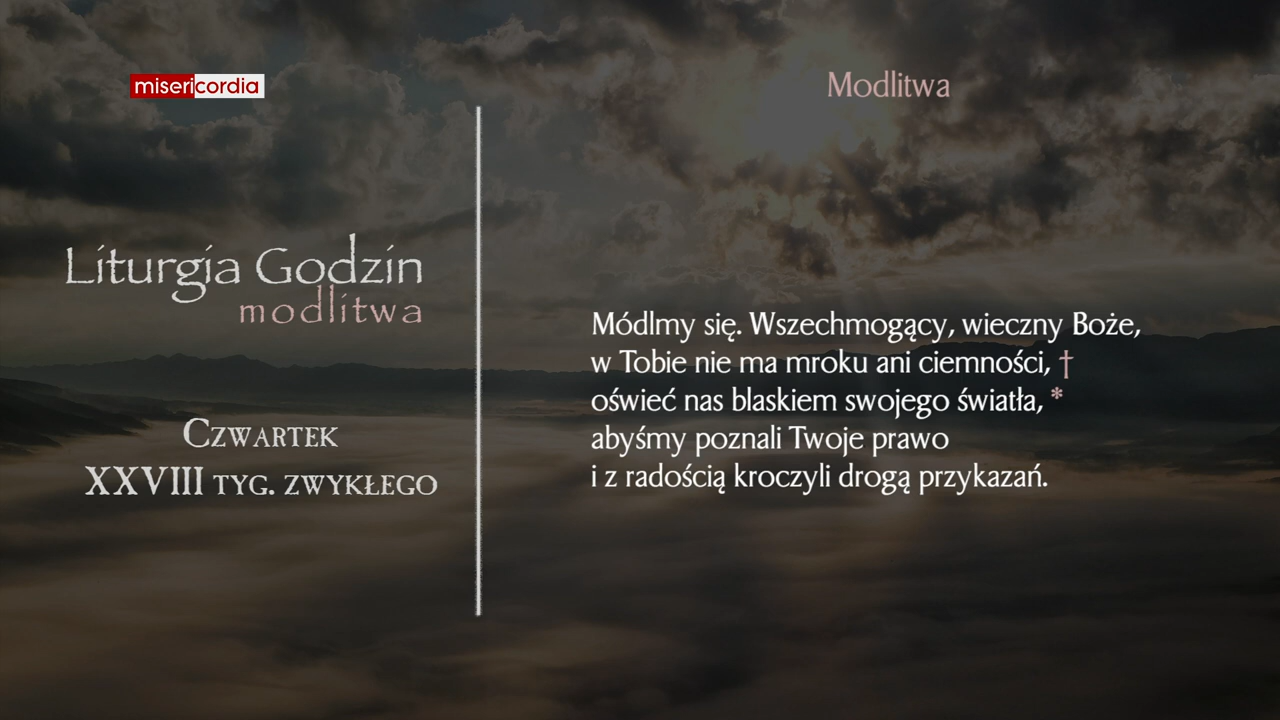 misericordia
Liturgia Godzin
modlitwa
Czwartek
XXVIII tyg. zwykłego
Modlitwa
Módlmy się. Wszechmogący, wieczny Boże,
w Tobie nie ma mroku ani ciemności, †
oświeć nas blaskiem swojego światła, *
abyśmy poznali Twoje prawo
i z radością kroczyli drogą przykazań.